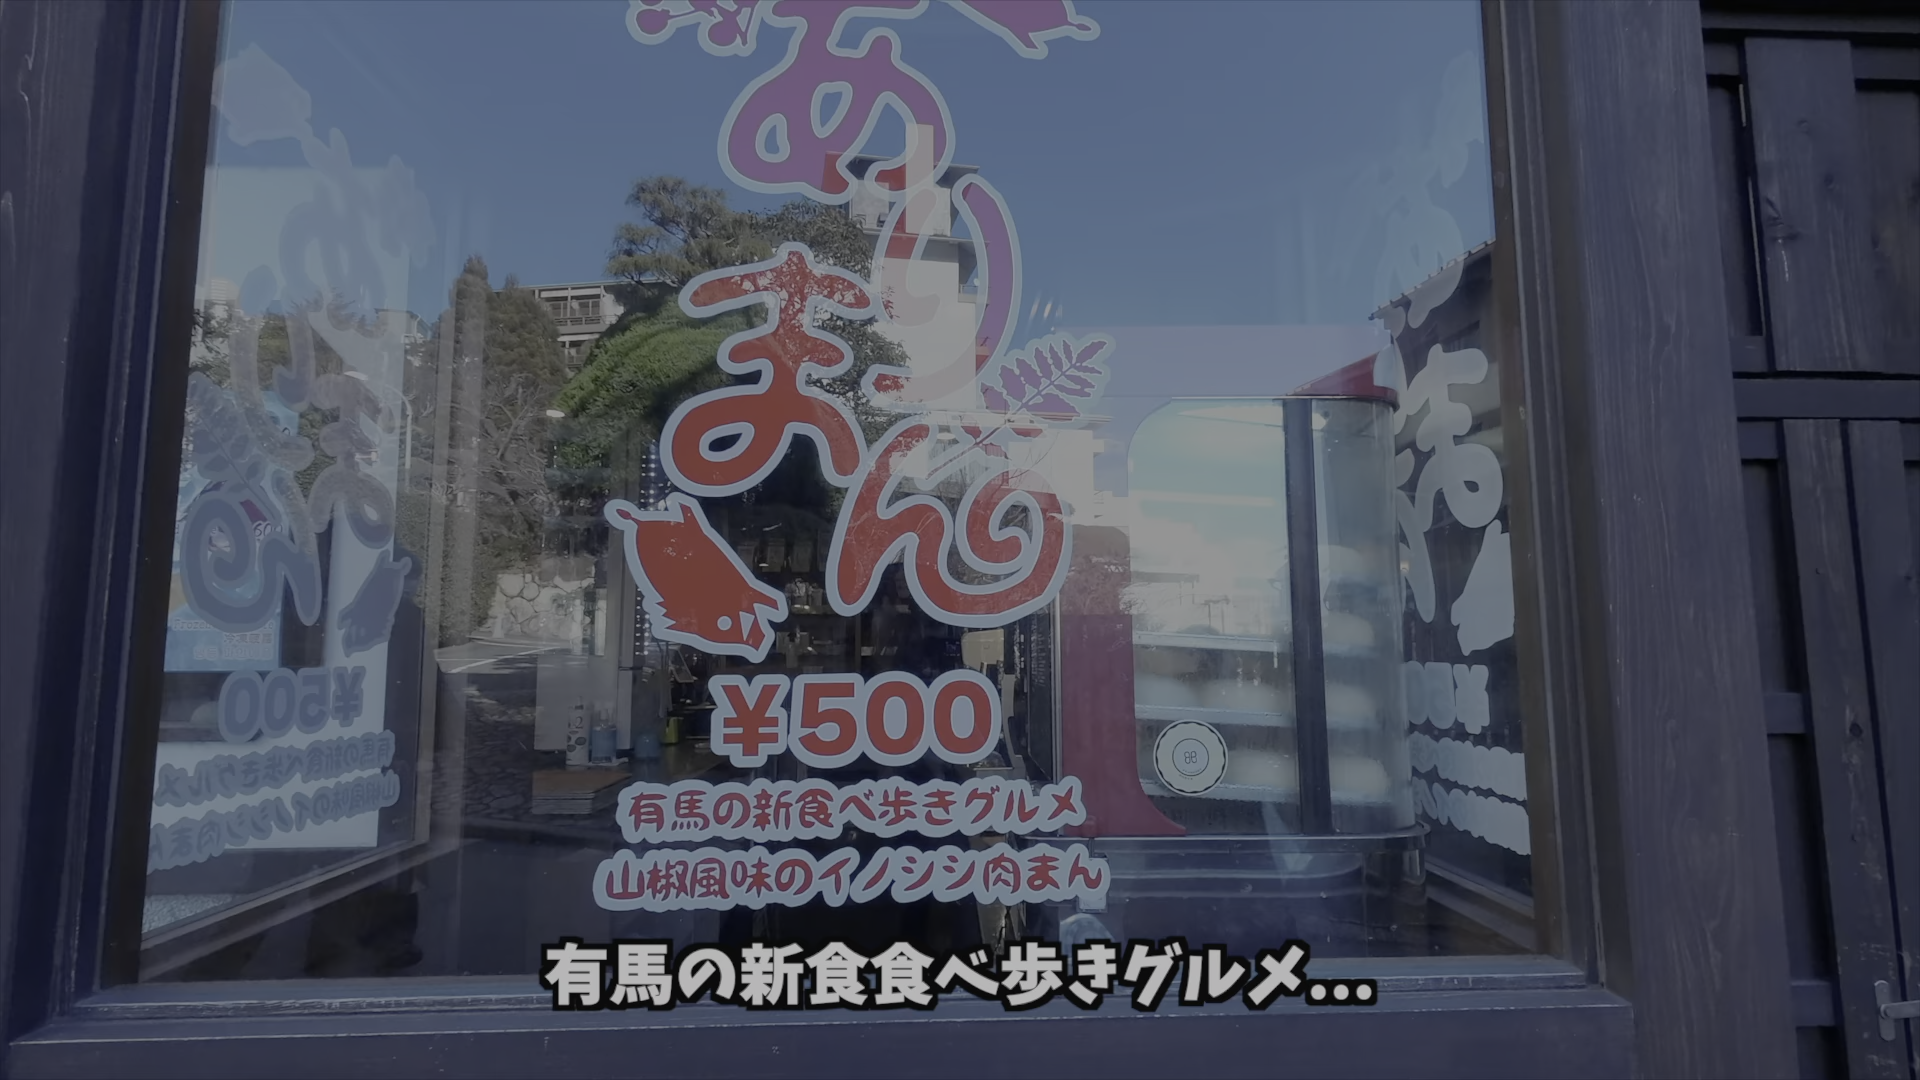 あり
まん
¥500
有馬の新食べ歩きグルメ
山椒風味のイノシシ肉まん
有馬の新食食べ歩きグルメ...